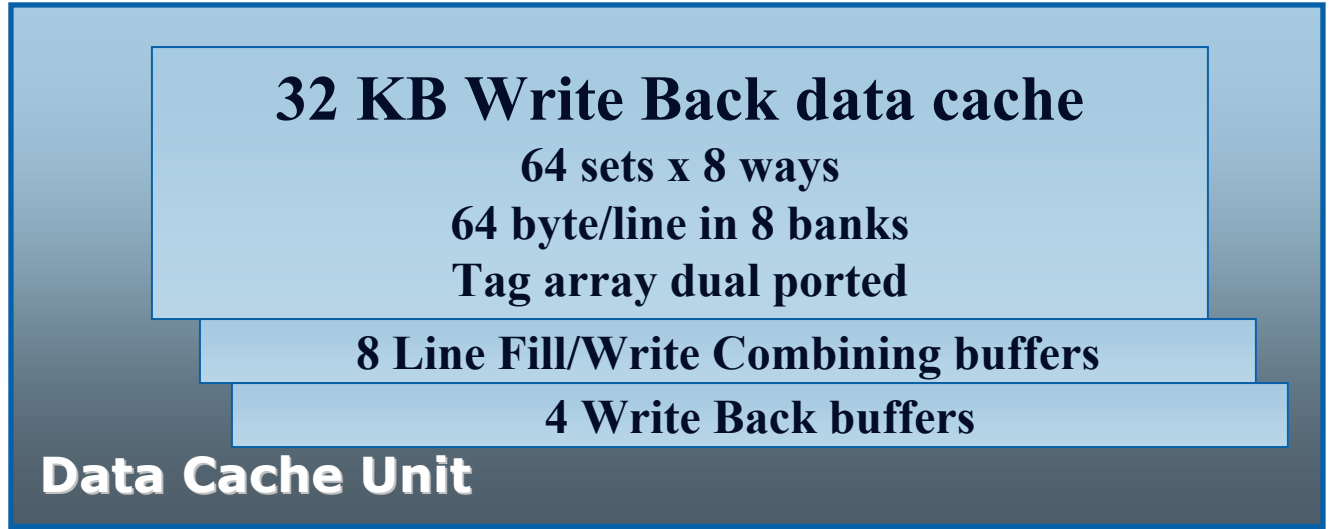 32 KB Write Back data cache
64 sets x 8 ways
64 byte/line in 8 banks
Tag array dual ported
8 Line Fill/Write Combining buffers
4 Write Back buffers
Data Cache Unit